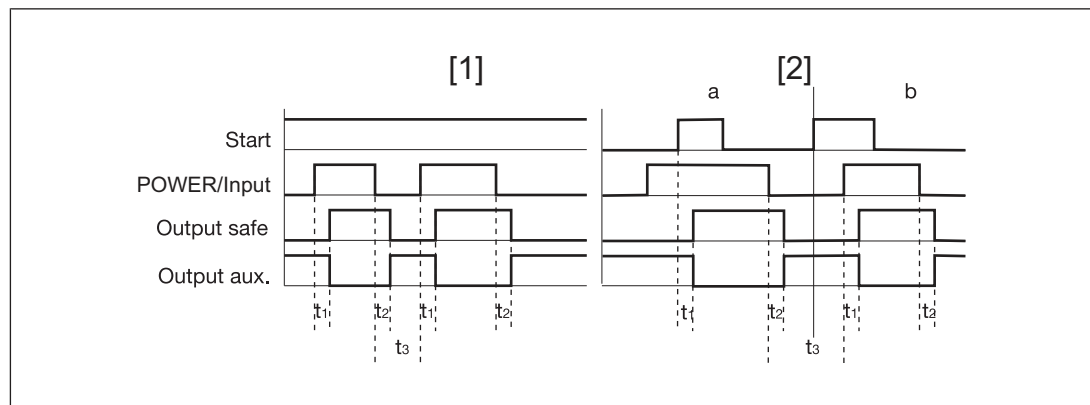 [1] [2]
a b
Start
POWER/Input
Output safe
Output aux.
t1 t2 t1 t2 t1 t2 t1 t2
t3 t3